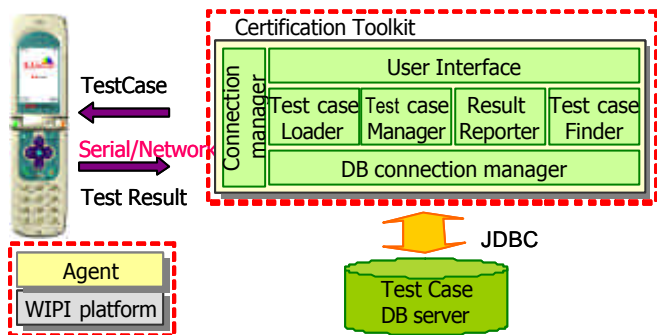 Certification Toolkit
TestCase
Serial/Network
Test Result
Connection
manager
User Interface
Test case
Loader
Test case
Manager
Result
Reporter
Test case
Finder
DB connection manager
JDBC
Agent
WIPI platform
Test Case
DB server